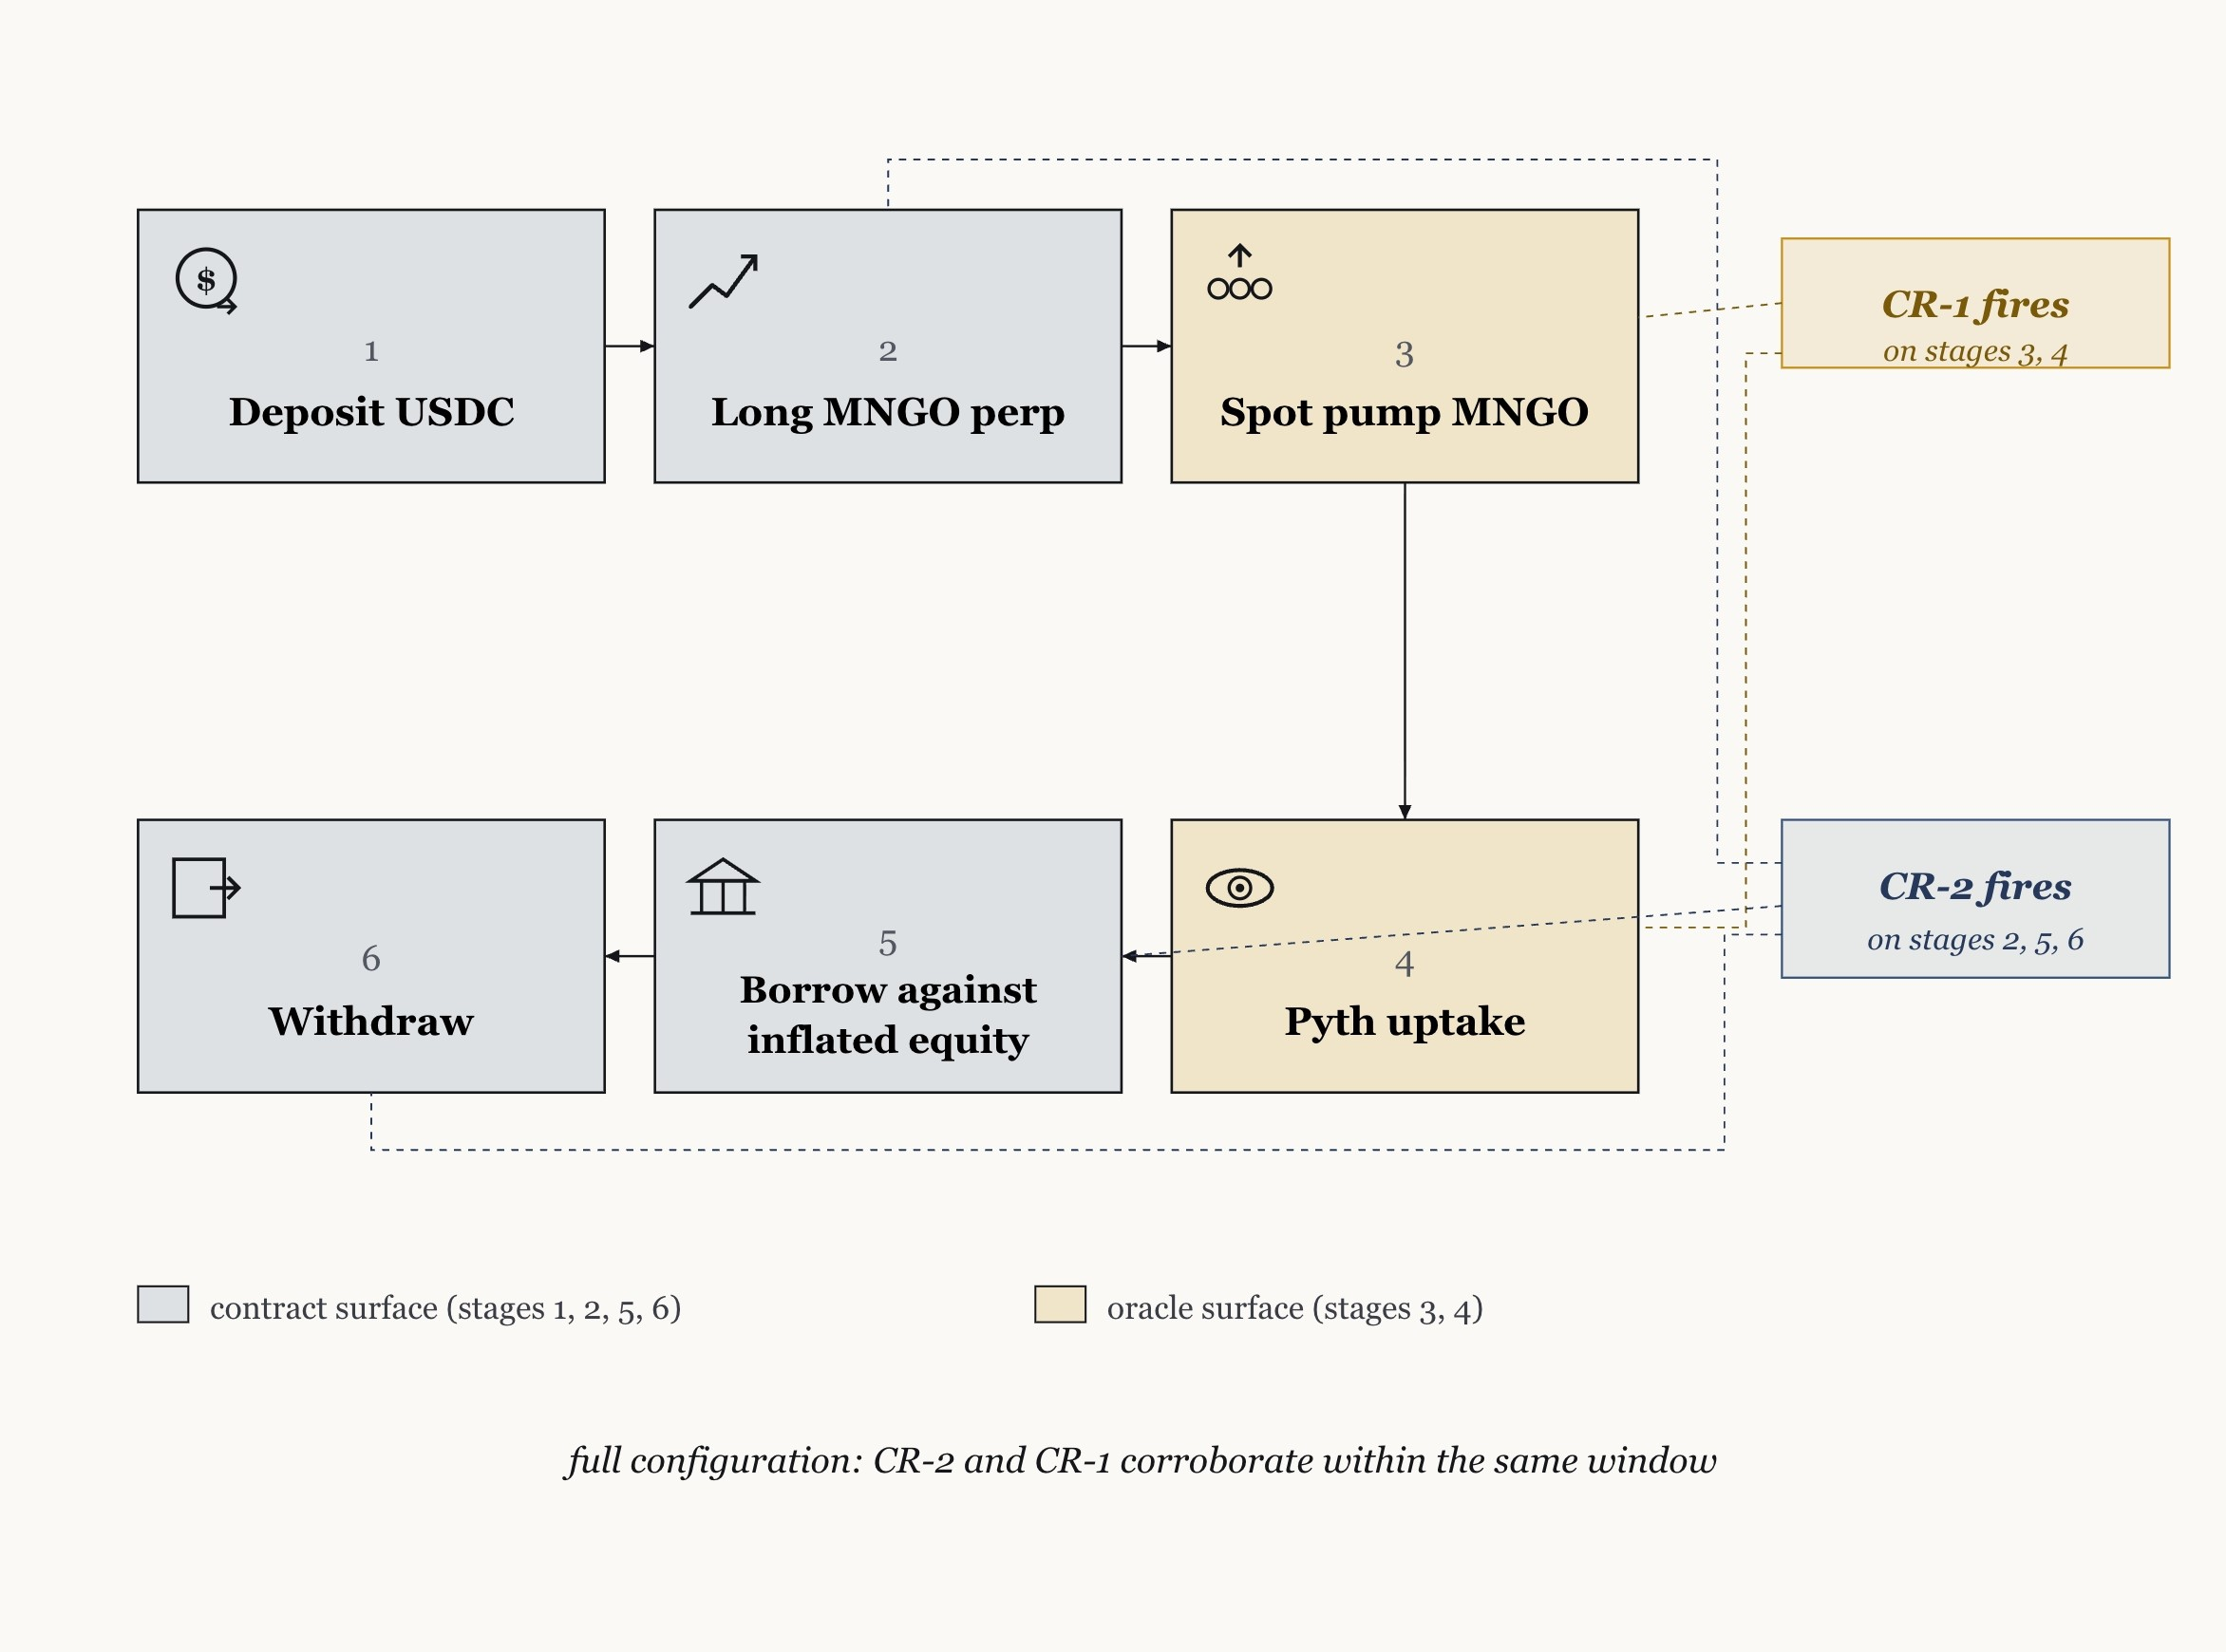 $
1
Deposit USDC
2
Long MNGO perp
3
Spot pump MNGO
CR-1 fires
on stages 3, 4
6
Withdraw
5
Borrow against
inflated equity
4
Pyth uptake
CR-2 fires
on stages 2, 5, 6
contract surface (stages 1, 2, 5, 6)
oracle surface (stages 3, 4)
full configuration: CR-2 and CR-1 corroborate within the same window